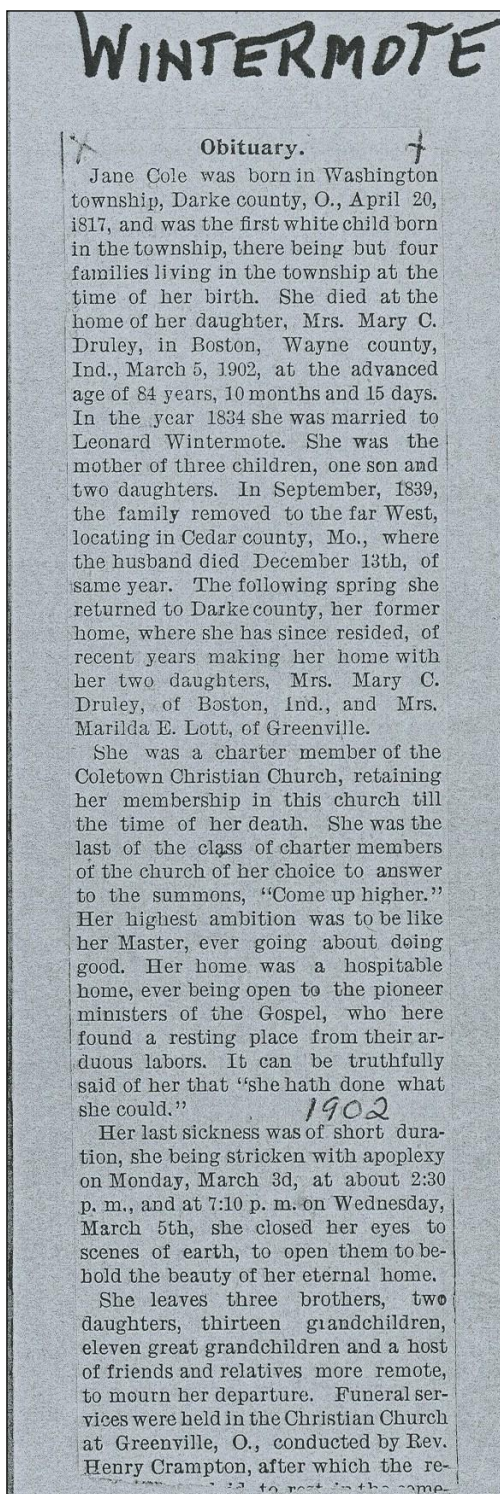 WINTERMOTE
Obituary.
Jane Cole was born in Washington
township, Darke county, O., April 20,
i817, and was the first white child born
in the township, there being but four
families living in the township at the
time of her birth. She died at the
home of her daughter, Mrs. Mary C.
Druley, in Boston, Wayne county,
Ind., March 5, 1902, at the advanced
age of 84 years, 10 months and 15 days.
In the year 1834 she was married to
Leonard Wintermote. She was the
mother of three children, one son and
two daughters. In September, 1839,
the family removed to the far West,
locating in Cedar county, Mo., where
the husband died December 13th, of
same year. The following spring she
returned to Darke county, her former
home, where she has since resided, of
recent years making her home with
her two daughters, Mrs. Mary C.
Druley, of Boston, Ind., and Mrs.
Marilda E. Lott, of Greenville.
She was a charter member of the
Coletown Christian Church, retaining
her membership in this church till
the time of her death. She was the
last of the class of charter members
of the church of her choice to answer
to the summons, "Come up higher."
Her highest ambition was to be like
her Master, ever going about doing
good. Her home was a hospitable
home, ever being open to the pioneer
ministers of the Gospel, who here
found a resting place from their ar-
duous labors. It can be truthfully
said of her that "she hath done what
she could." 1902
Her last sickness was of short dura-
tion, she being stricken with apoplexy
on Monday, March 3d, at about 2:30
p. m., and at 7:10 p. m. on Wednesday,
March 5th, she closed her eyes to
scenes of earth, to open them to be-
hold the beauty of her eternal home.
She leaves three brothers, two
daughters, thirteen grandchildren,
eleven great grandchildren and a host
of friends and relatives more remote,
to mourn her departure. Funeral ser-
vices were held in the Christian Church
at Greenville, O., conducted by Rev.
Henry Crampton, after which the re-
to rest in the